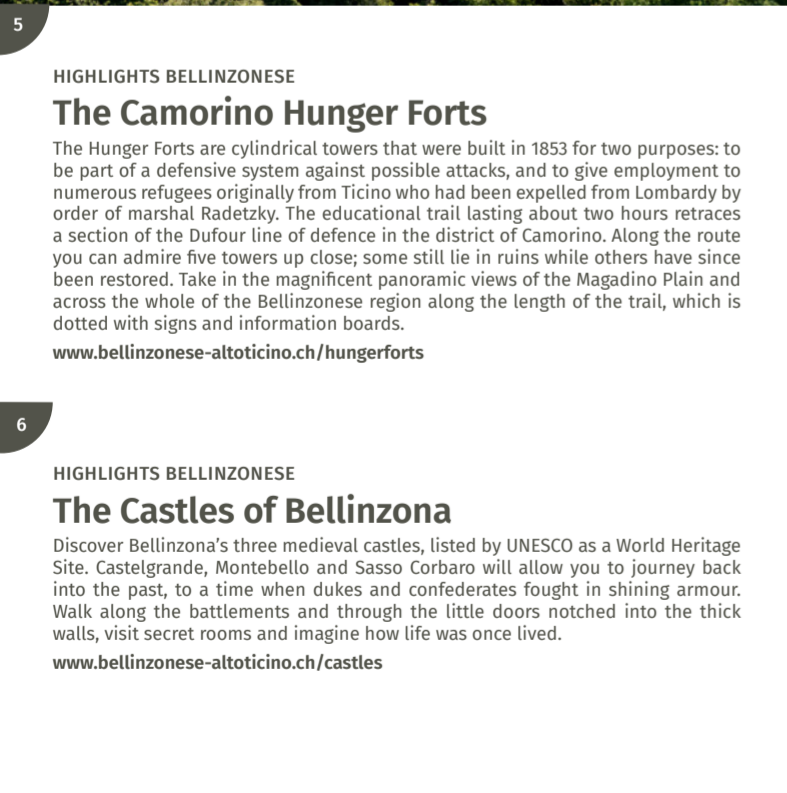 5
HIGHLIGHTS BELLINZONESE
The Camorino Hunger Forts
The Hunger Forts are cylindrical towers that were built in 1853 for two purposes: to
be part of a defensive system against possible attacks, and to give employment to
numerous refugees originally from Ticino who had been expelled from Lombardy by
order of marshal Radetzky. The educational trail lasting about two hours retraces
a section of the Dufour line of defence in the district of Camorino. Along the route
you can admire five towers up close; some still lie in ruins while others have since
been restored. Take in the magnificent panoramic views of the Magadino Plain and
across the whole of the Bellinzonese region along the length of the trail, which is
dotted with signs and information boards.
www.bellinzonese-altoticino.ch/hungerforts
6
HIGHLIGHTS BELLINZONESE
The Castles of Bellinzona
Discover Bellinzona’s three medieval castles, listed by UNESCO as a World Heritage
Site. Castelgrande, Montebello and Sasso Corbaro will allow you to journey back
into the past, to a time when dukes and confederates fought in shining armour.
Walk along the battlements and through the little doors notched into the thick
walls, visit secret rooms and imagine how life was once lived.
www.bellinzonese-altoticino.ch/castles